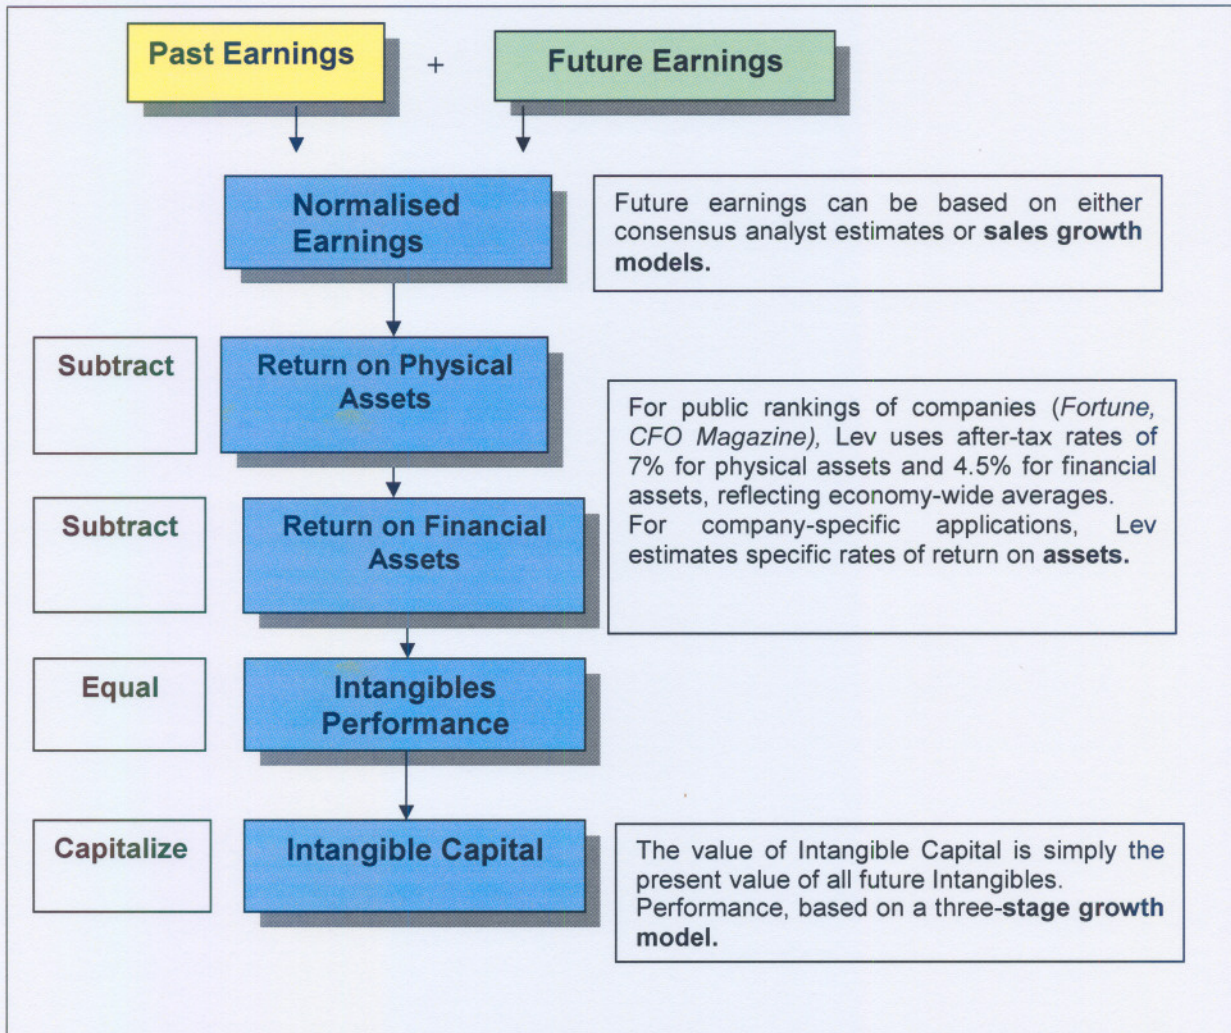 Past Earnings + Future Earnings
Normalised
Earnings
Future earnings can be based on either
consensus analyst estimates or sales growth
models.
Subtract
Return on Physical
Assets
For public rankings of companies (Fortune,
CFO Magazine), Lev uses after-tax rates of
7% for physical assets and 4.5% for financial
assets, reflecting economy-wide averages.
For company-specific applications, Lev
estimates specific rates of return on assets.
Subtract
Return on Financial
Assets
Equal
Intangibles
Performance
Capitalize
Intangible Capital
The value of Intangible Capital is simply the
present value of all future Intangibles.
Performance, based on a three-stage growth
model.